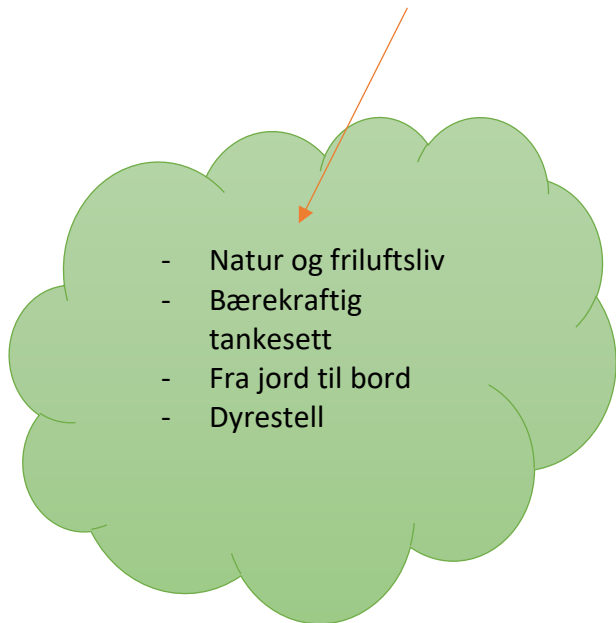 - Natur og friluftsliv
- Bærekraftig
tankesett
- Fra jord til bord
- Dyrestell